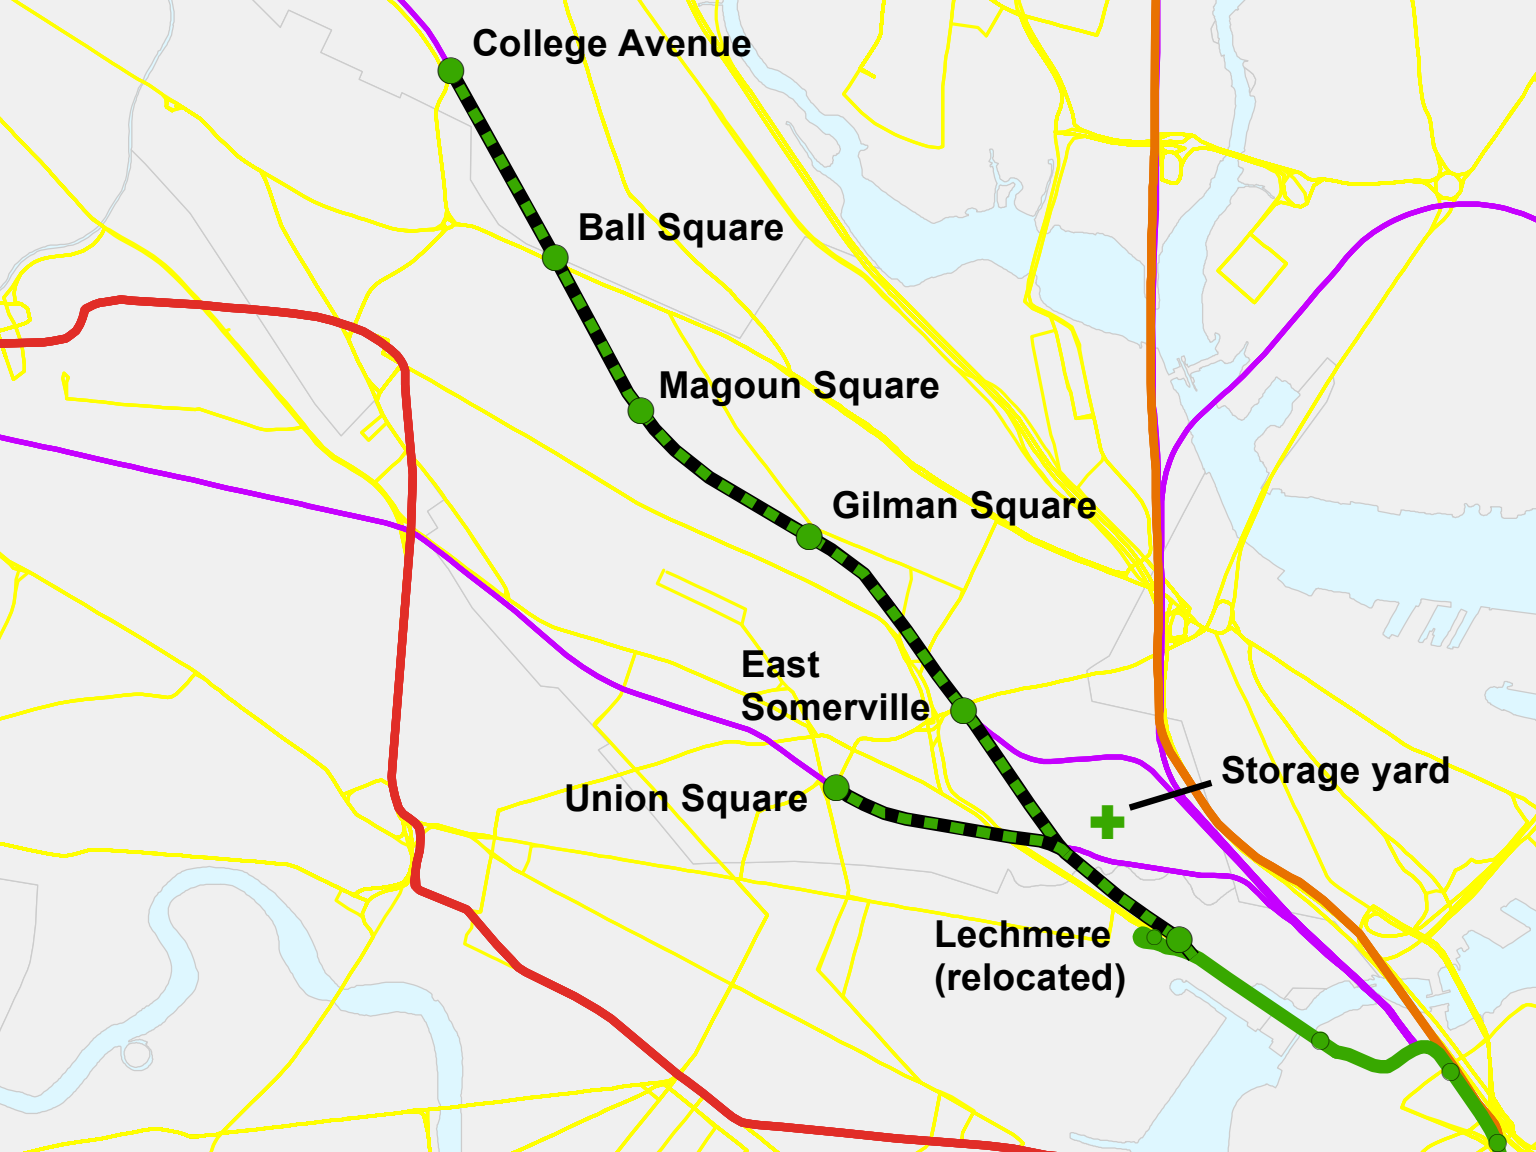 College Avenue
Ball Square
Magoun Square
Gilman Square
East
Somerville
Storage yard
Union Square
Lechmere
(relocated)